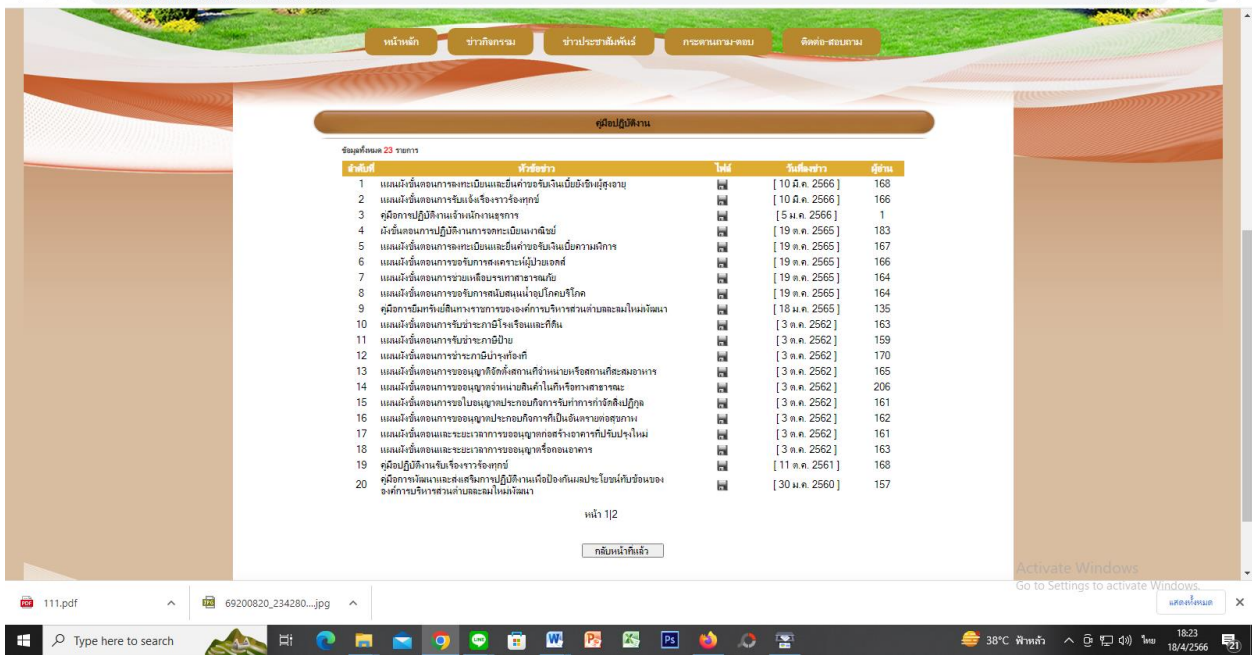 หน้าหลัก ข่าวกิจกรรม ข่าวประชาสัมพันธ์ กระดานถาม-ตอบ ติดต่อ-สอบถาม
คู่มือปฏิบัติงาน
ข้อมูลทั้งหมด 23 รายการ
ลำดับที่ หัวข้อข่าว ไฟล์ วันที่ลงข่าว ผู้อ่าน
1 แผนผังขั้นตอนการลงทะเบียนและยื่นคำขอรับเงินเบี้ยยังชีพผู้สูงอายุ [ 10 มี.ค. 2566 ] 168
2 แผนผังขั้นตอนการรับแจ้งเรื่องราวร้องทุกข์ [ 10 มี.ค. 2566 ] 166
3 คู่มือการปฏิบัติงานเจ้าพนักงานธุรการ [ 5 ม.ค. 2566 ] 1
4 ผังขั้นตอนการปฏิบัติงานการจดทะเบียนพาณิชย์ [ 19 ต.ค. 2565 ] 183
5 แผนผังขั้นตอนการลงทะเบียนและยื่นคำขอรับเงินเบี้ยความพิการ [ 19 ต.ค. 2565 ] 167
6 แผนผังขั้นตอนการขอรับการสงเคราะห์ผู้ป่วยเอดส์ [ 19 ต.ค. 2565 ] 166
7 แผนผังขั้นตอนการช่วยเหลือบรรเทาสาธารณภัย [ 19 ต.ค. 2565 ] 164
8 แผนผังขั้นตอนการขอรับการสนับสนุนน้ำอุปโภคบริโภค [ 19 ต.ค. 2565 ] 164
9 คู่มือการยืมทรัพย์สินทางราชการขององค์การบริหารส่วนตำบลละลมใหม่พัฒนา [ 18 ม.ค. 2565 ] 135
10 แผนผังขั้นตอนการรับชำระภาษีโรงเรือนและที่ดิน [ 3 ต.ค. 2562 ] 163
11 แผนผังขั้นตอนการรับชำระภาษีป้าย [ 3 ต.ค. 2562 ] 159
12 แผนผังขั้นตอนการชำระภาษีบำรุงท้องที่ [ 3 ต.ค. 2562 ] 170
13 แผนผังขั้นตอนการขออนุญาติจัดตั้งสถานที่จำหน่ายหรือสถานที่สะสมอาหาร [ 3 ต.ค. 2562 ] 165
14 แผนผังขั้นตอนการขออนุญาตจำหน่ายสินค้าในที่หรือทางสาธารณะ [ 3 ต.ค. 2562 ] 206
15 แผนผังขั้นตอนการขอใบอนุญาตประกอบกิจการรับทำการกำจัดสิ่งปฏิกูล [ 3 ต.ค. 2562 ] 161
16 แผนผังขั้นตอนการขออนุญาตประกอบกิจการที่เป็นอันตรายต่อสุขภาพ [ 3 ต.ค. 2562 ] 162
17 แผนผังขั้นตอนและระยะเวลาการขออนุญาตก่อสร้างอาคารที่ปรับปรุงใหม่ [ 3 ต.ค. 2562 ] 161
18 แผนผังขั้นตอนและระยะเวลาการขออนุญาตรื้อถอนอาคาร [ 3 ต.ค. 2562 ] 163
19 คู่มือปฏิบัติงานรับเรื่องราวร้องทุกข์ [ 11 ต.ค. 2561 ] 168
20 คู่มือการพัฒนาและส่งเสริมการปฏิบัติงานเพื่อป้องกันผลประโยชน์ทับซ้อนของ [ 30 ม.ค. 2560 ] 157
องค์การบริหารส่วนตำบลละลมใหม่พัฒนา
หน้า 1|2
กลับหน้าที่แล้ว
Activate Windows
Go to Settings to activate Windows.
111.pdf 69200820_234280....jpg แสดงทั้งหมด
Type here to search 38°C ฟ้าหลัว ไทย 18:23
18/4/2566 21